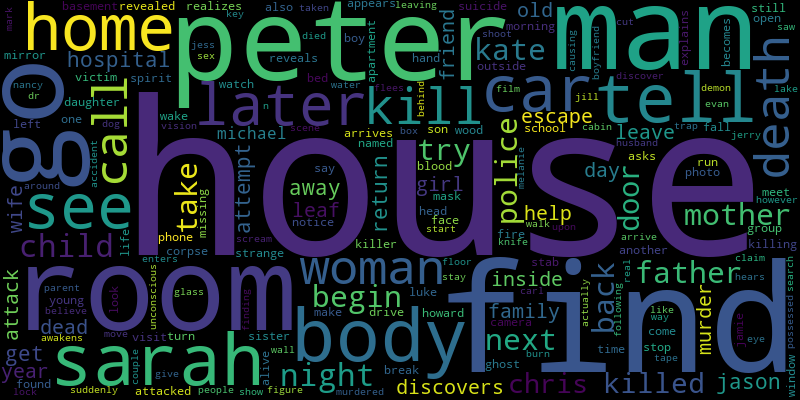 mark basement revealed realizes old appears leaving suicide key
home peter man
hospital also taken morning still open saw
mirror reveals boy jess sex died hand apartment friend kate outside shoot cut causing boyfriend becomes explains discover
nancy dr victim spirit watch bed water flees behind film demon evan lake
go call later kill car tell death
daughter left one dog wake vision n scene box son wood arrives escape jill school cabin trap fall jerry
accident michael named try police leave husband asks run photo
wife see take missing attempt house return say blood girl melanie day door mother meet however
away mask help group
around life phone leaf notice head face start fire walk upon arrive killing
child corpse scream killer knife another
enters strange woman floor stab inside father claim search
attack parent young believe look room unconscious glass finding begin stay actually real hears
dead move visit turn sister luke drive howard family carl back following like way come murder jamie eye possessed window
awakens make camera body find next
get sarah couple wall alive break ghost burn time stop tape
year found give night murdered
lock suddenly attacked people show figure discovers chris killed jason